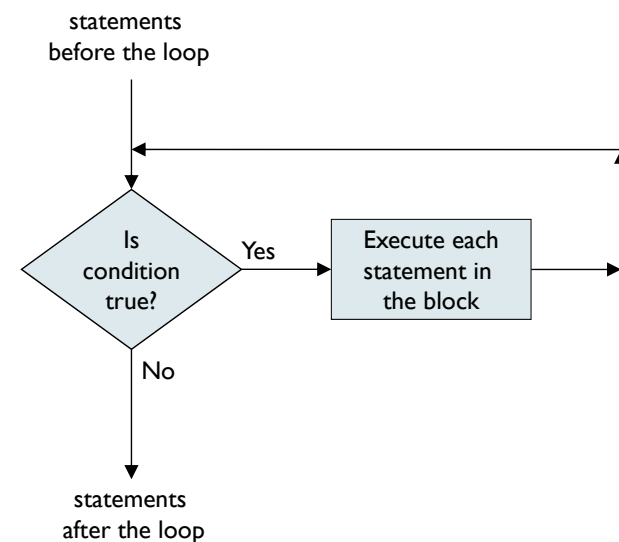 statements
before the loop
Is
condition
true?
Yes
Execute each
statement in
the block
No
statements
after the loop